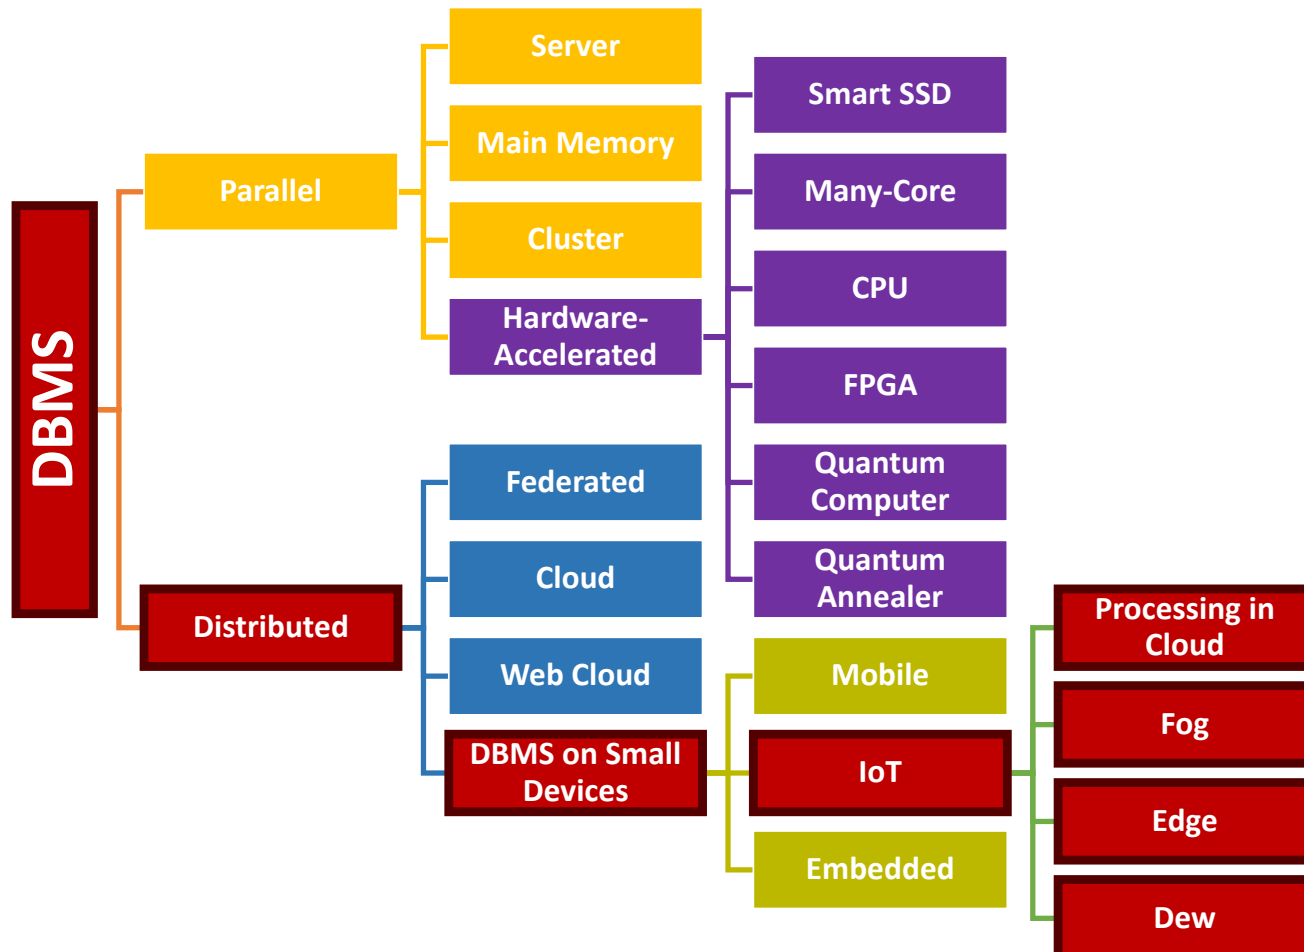 DBMS
Parallel
Server
Main Memory
Cluster
Hardware-
Accelerated
Smart SSD
Many-Core
CPU
FPGA
Quantum
Computer
Quantum
Annealer
Distributed
Federated
Cloud
Web Cloud
DBMS on Small
Devices
Mobile
IoT
Embedded
Processing in
Cloud
Fog
Edge
Dew